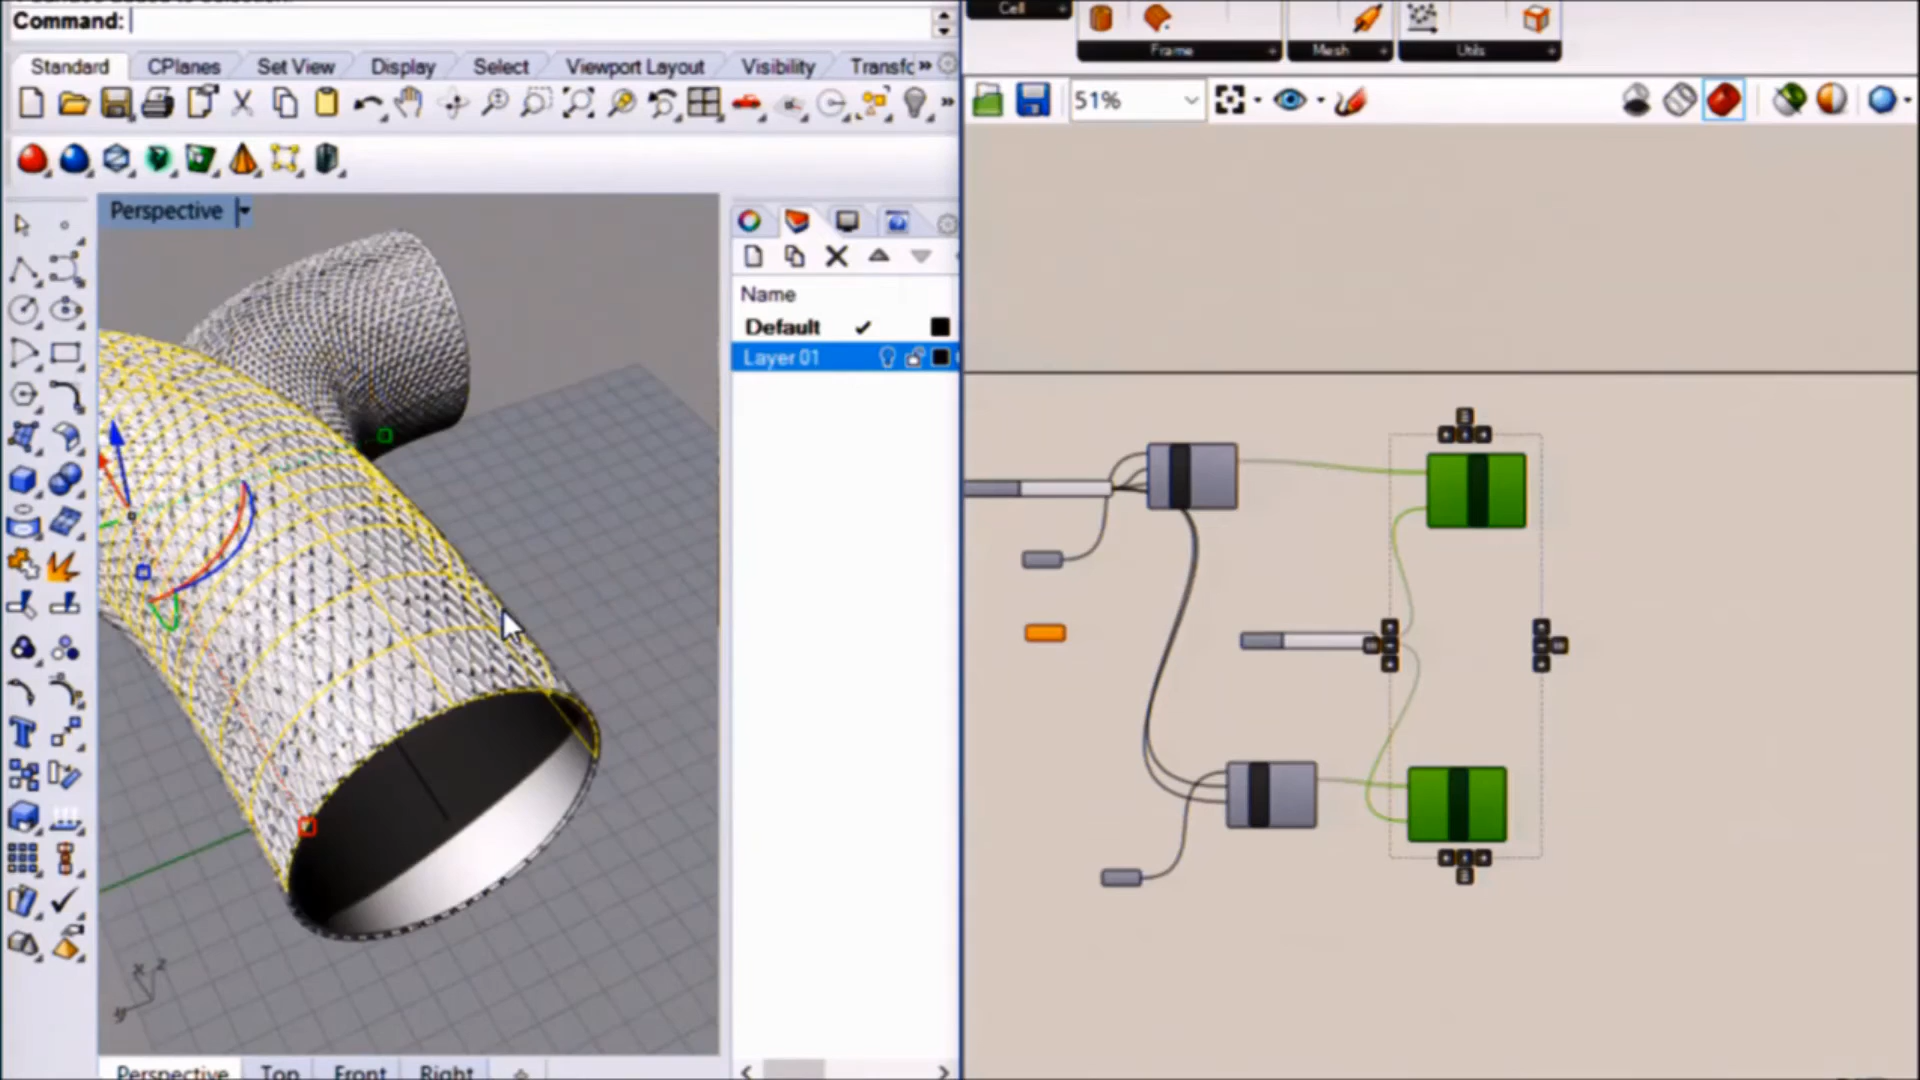 Command:
Standard CPlanes Set View Display Select Viewport Layout Visibility Transfo
Perspective
Name
Default
Layer 01
x z
y
Perspective Top Front Right
Cell
Frame Mesh Utils
51%